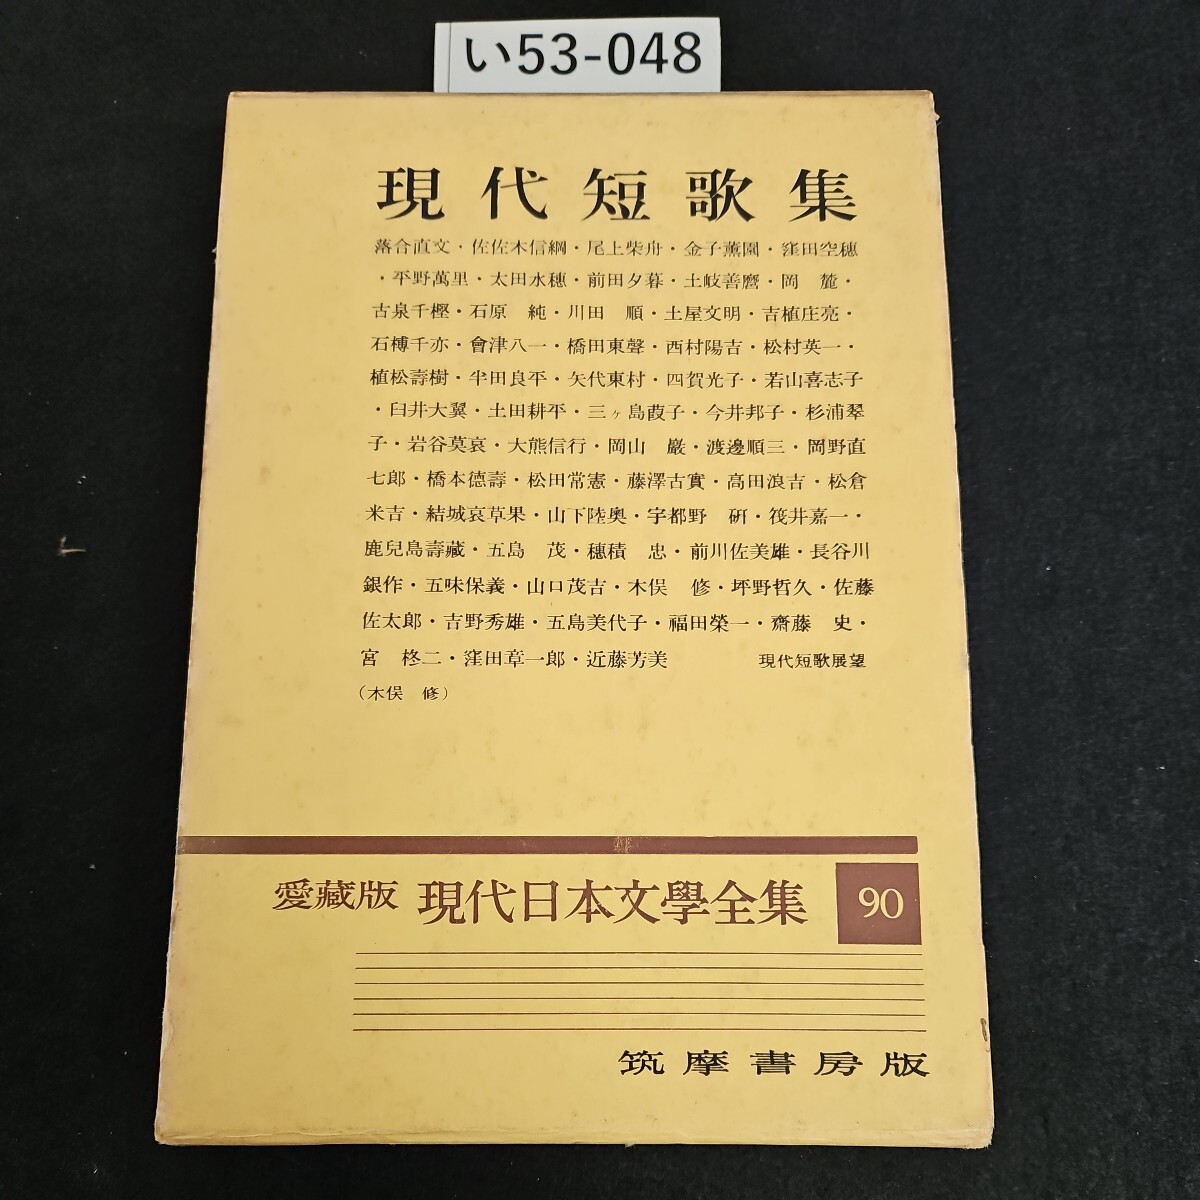 い53-048
現代短歌集
落合直文・佐佐木信綱・尾上柴舟・金子薫園・窪田空穂
・平野萬里・太田水穂・前田夕暮・土岐善麿・岡　麓・
古泉千樫・石原　純・川田　順・土屋文明・吉植庄亮・
石榑千亦・會津八一・橋田東聲・西村陽吉・松村英一・
植松壽樹・半田良平・矢代東村・四賀光子・若山喜志子
・臼井大翼・土田耕平・三ヶ島葭子・今井邦子・杉浦翠
子・岩谷莫哀・大熊信行・岡山　巖・渡邊順三・岡野直
七郎・橋本德壽・松田常憲・藤澤古實・高田浪吉・松倉
米吉・結城哀草果・山下陸奥・宇都野　研・筏井嘉一・
鹿兒島壽藏・五島　茂・穗積　忠・前川佐美雄・長谷川
銀作・五味保義・山口茂吉・木俣　修・坪野哲久・佐藤
佐太郎・吉野秀雄・五島美代子・福田榮一・齋藤　史・
宮　柊二・窪田章一郎・近藤芳美　現代短歌展望
（木俣　修）
愛藏版 現代日本文學全集 90
筑摩書房版